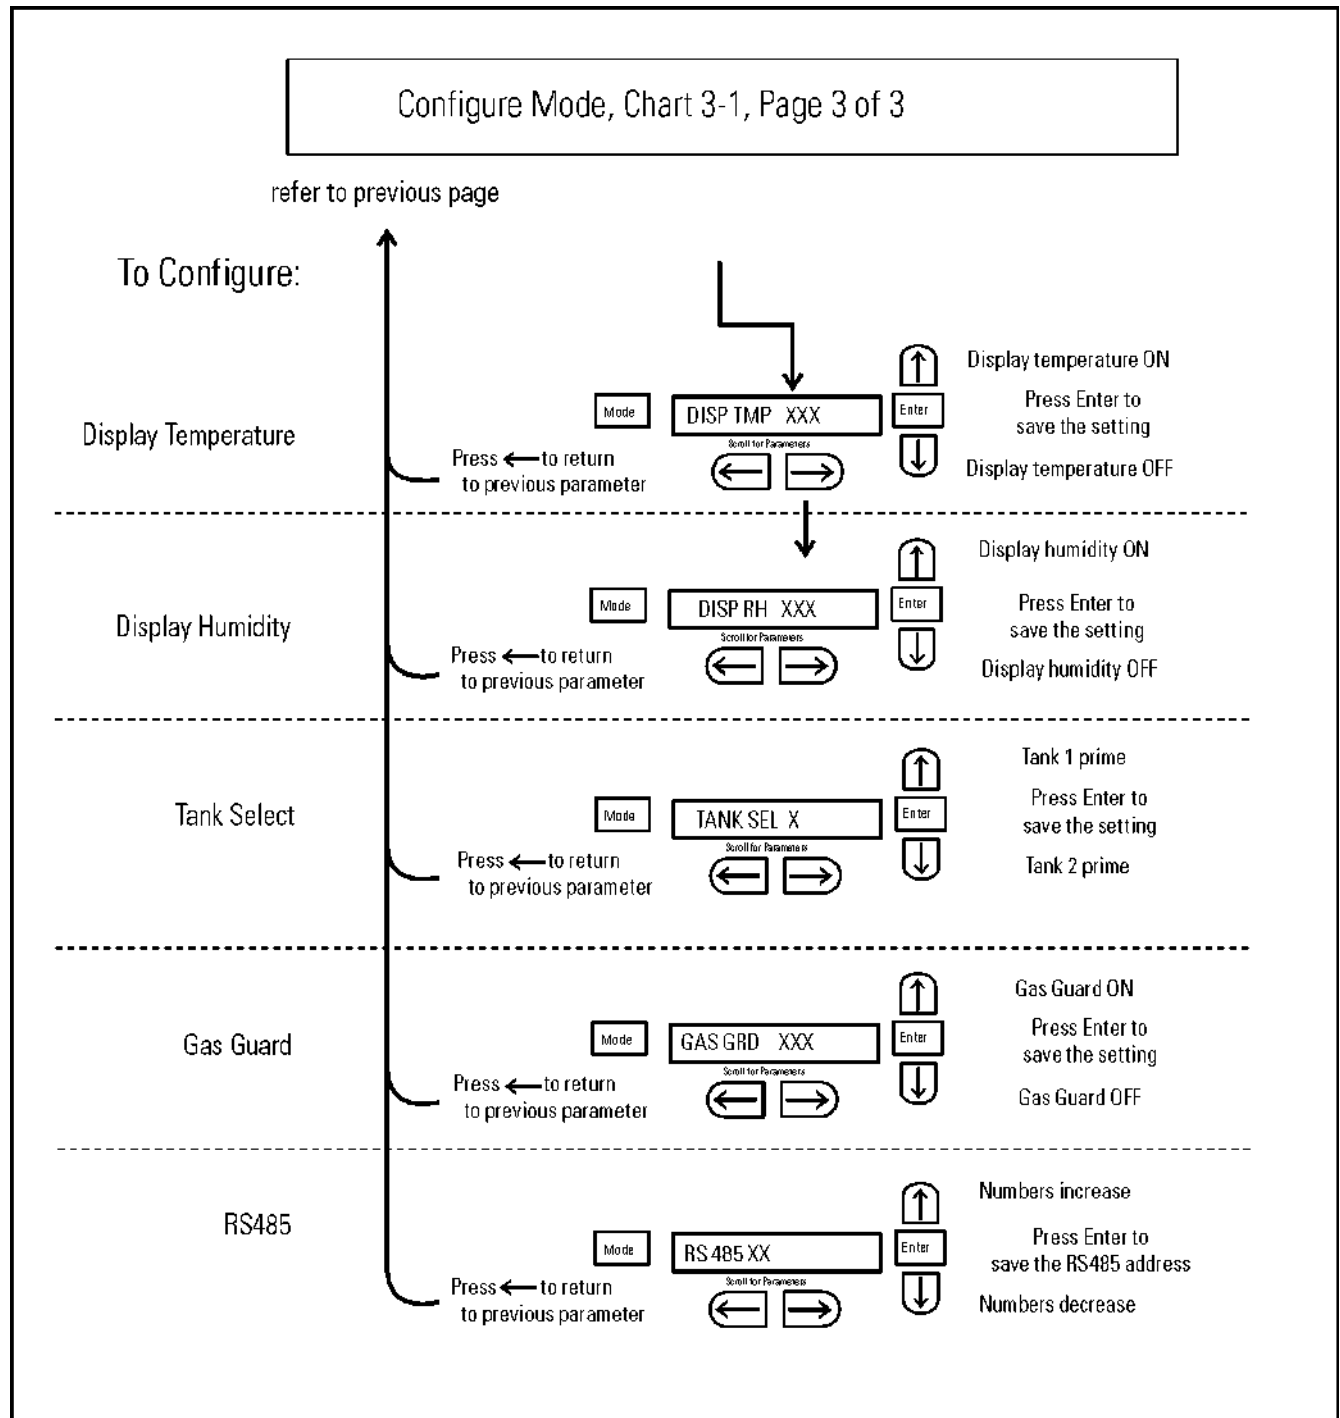 Configure Mode, Chart 3-1, Page 3 of 3
refer to previous page
To Configure:
Display Temperature
Mode
DISP TMP XXX
Scroll for Parameters
Press ← to return
to previous parameter
Display temperature ON
Enter
Press Enter to
save the setting
Display temperature OFF
Display Humidity
Mode
DISP RH XXX
Scroll for Parameters
Press ← to return
to previous parameter
Display humidity ON
Enter
Press Enter to
save the setting
Display humidity OFF
Tank Select
Mode
TANK SEL X
Scroll for Parameters
Press ← to return
to previous parameter
Tank 1 prime
Enter
Press Enter to
save the setting
Tank 2 prime
Gas Guard
Mode
GAS GRD XXX
Scroll for Parameters
Press ← to return
to previous parameter
Gas Guard ON
Enter
Press Enter to
save the setting
Gas Guard OFF
RS485
Mode
RS 485 XX
Scroll for Parameters
Press ← to return
to previous parameter
Numbers increase
Enter
Press Enter to
save the RS485 address
Numbers decrease